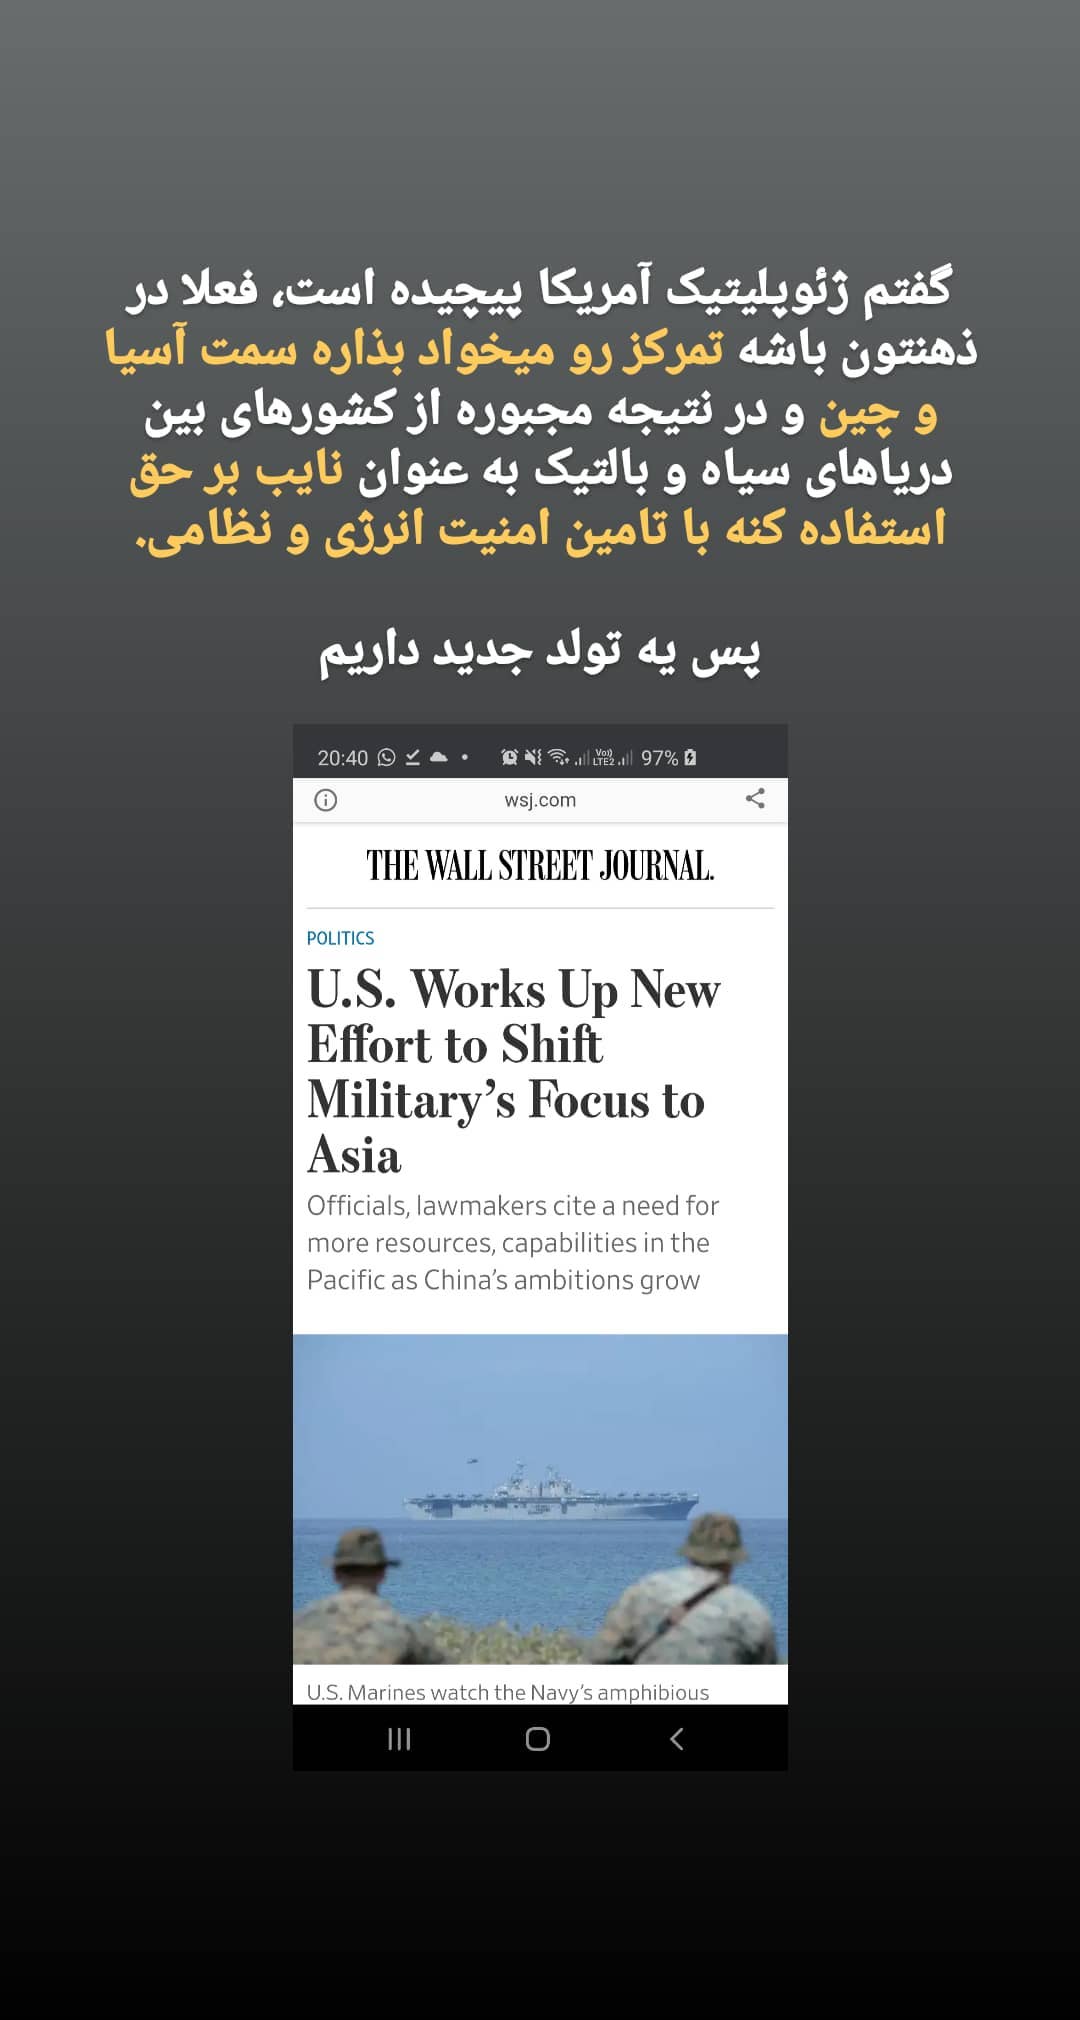 گفتم ژئوپلیتیک آمریکا پیچیده است، فعلا در
ذهنتون باشه تمرکز رو میخواد بذاره سمت آسیا
و چین و در نتیجه مجبوره از کشورهای بین
دریاهای سیاه و بالتیک به عنوان نایب بر حق
استفاده کنه با تامین امنیت انرژی و نظامی.
پس یه تولد جدید داریم
20:40 Vo)) LTE2 97%
wsj.com
THE WALL STREET JOURNAL.
POLITICS
U.S. Works Up New
Effort to Shift
Military’s Focus to
Asia
Officials, lawmakers cite a need for
more resources, capabilities in the
Pacific as China’s ambitions grow
U.S. Marines watch the Navy’s amphibious